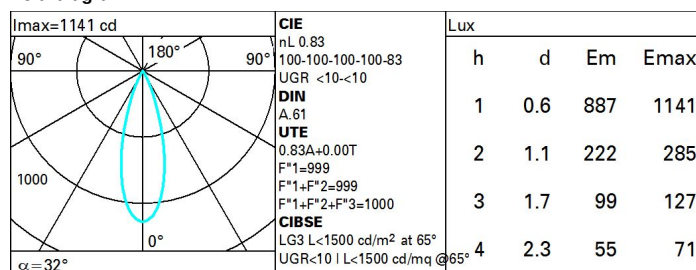 Imax=1141 cd
90° 180° 90°
1000
0°
α=32°
CIE
nL 0.83
100-100-100-100-83
UGR <10-<10
DIN
A.61
UTE
0.83A+0.00T
F"1=999
F"1+F"2=999
F"1+F"2+F"3=1000
CIBSE
LG3 L<1500 cd/m² at 65°
UGR<10 | L<1500 cd/mq @65°
Lux
h d Em Emax
1 0.6 887 1141
2 1.1 222 285
3 1.7 99 127
4 2.3 55 71